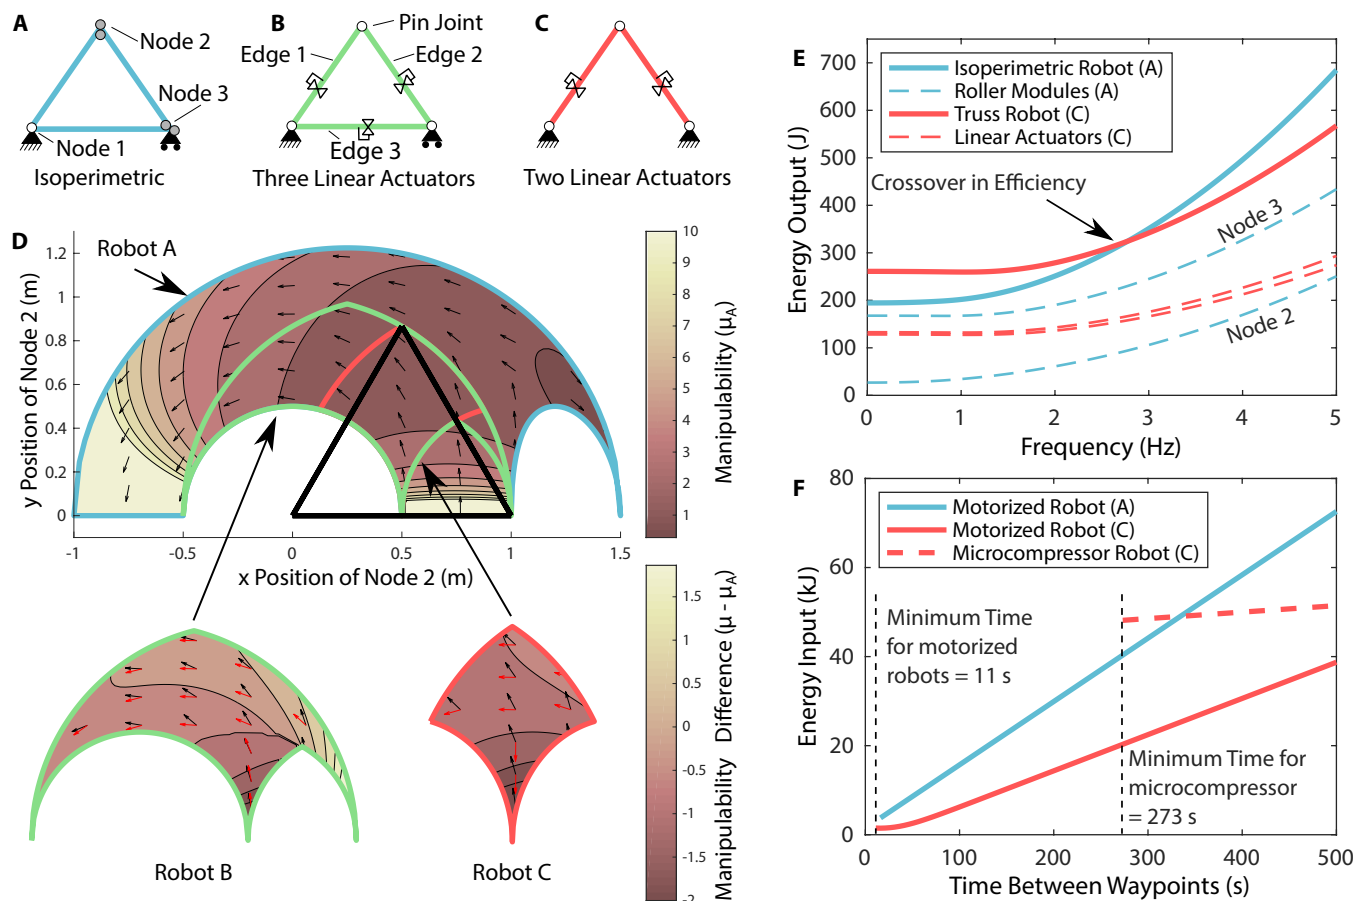 A
Node 2
Node 3
Node 1
Isoperimetric
B
Pin Joint
Edge 1
Edge 2
Edge 3
Three Linear Actuators
C
Two Linear Actuators
D
Robot A
1.2
1
0.8
0.6
0.4
0.2
0
y Position of Node 2 (m)
-1
-0.5
0
0.5
1
1.5
x Position of Node 2 (m)
10
9
8
7
6
5
4
3
2
1
Manipulability (μA)
Robot B
Robot C
1.5
1
0.5
0
-0.5
-1
-1.5
-2
Manipulability Difference (μ - μA)
E
Isoperimetric Robot (A)
Roller Modules (A)
Truss Robot (C)
Linear Actuators (C)
Crossover in Efficiency
Node 3
Node 2
700
600
500
400
300
200
100
0
Energy Output (J)
0
1
2
3
4
5
Frequency (Hz)
F
Motorized Robot (A)
Motorized Robot (C)
Microcompressor Robot (C)
Minimum Time
for motorized
robots = 11 s
Minimum Time for
microcompressor
= 273 s
80
60
40
20
0
Energy Input (kJ)
0
100
200
300
400
500
Time Between Waypoints (s)